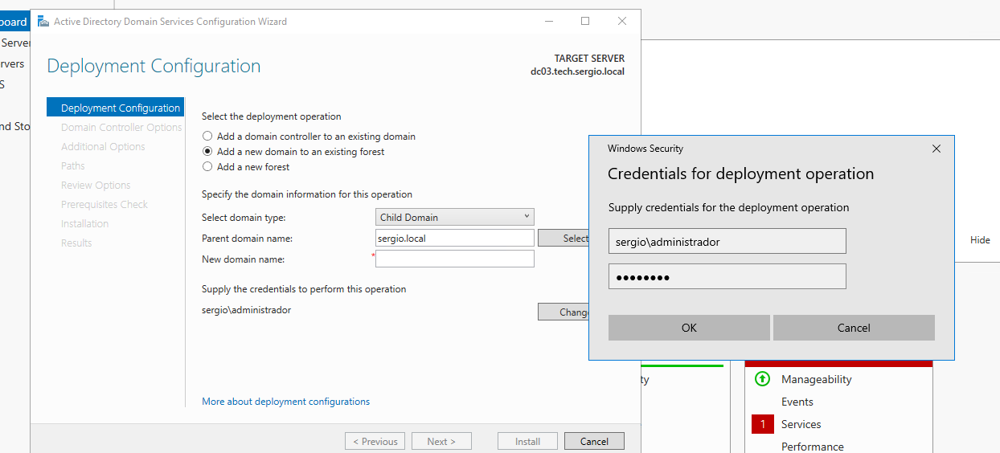 Active Directory Domain Services Configuration Wizard
Deployment Configuration
TARGET SERVER
dc03.tech.sergio.local
board
Server
rvers
S
nd Sto
Deployment Configuration
Domain Controller Options
Additional Options
Paths
Review Options
Prerequisites Check
Installation
Results
Select the deployment operation
Add a domain controller to an existing domain
Add a new domain to an existing forest
Add a new forest
Specify the domain information for this operation
Select domain type: Child Domain
Parent domain name: sergio.local Select
New domain name: *
Supply the credentials to perform this operation
sergio\administrador Chang
More about deployment configurations
< Previous Next > Install Cancel
Windows Security
Credentials for deployment operation
Supply credentials for the deployment operation
sergio\administrador
●●●●●●●●
OK Cancel
Hide
ty
Manageability
Events
1 Services
Performance